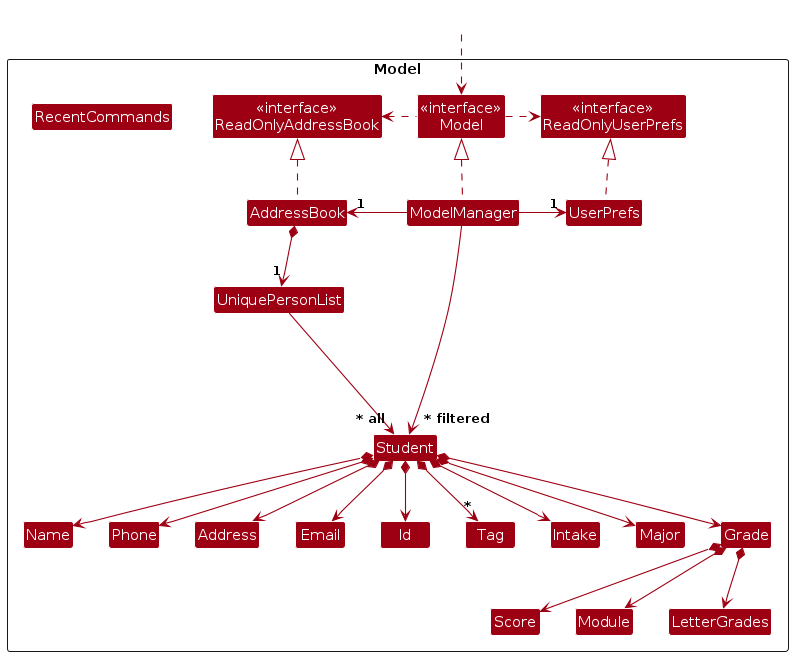 Model
RecentCommands
«interface»
ReadOnlyAddressBook
«interface»
Model
«interface»
ReadOnlyUserPrefs
AddressBook
1
ModelManager
1
UserPrefs
1
UniquePersonList
* all
* filtered
Student
Name
Phone
Address
Email
Id
*
Tag
Intake
Major
Grade
Score
Module
LetterGrades